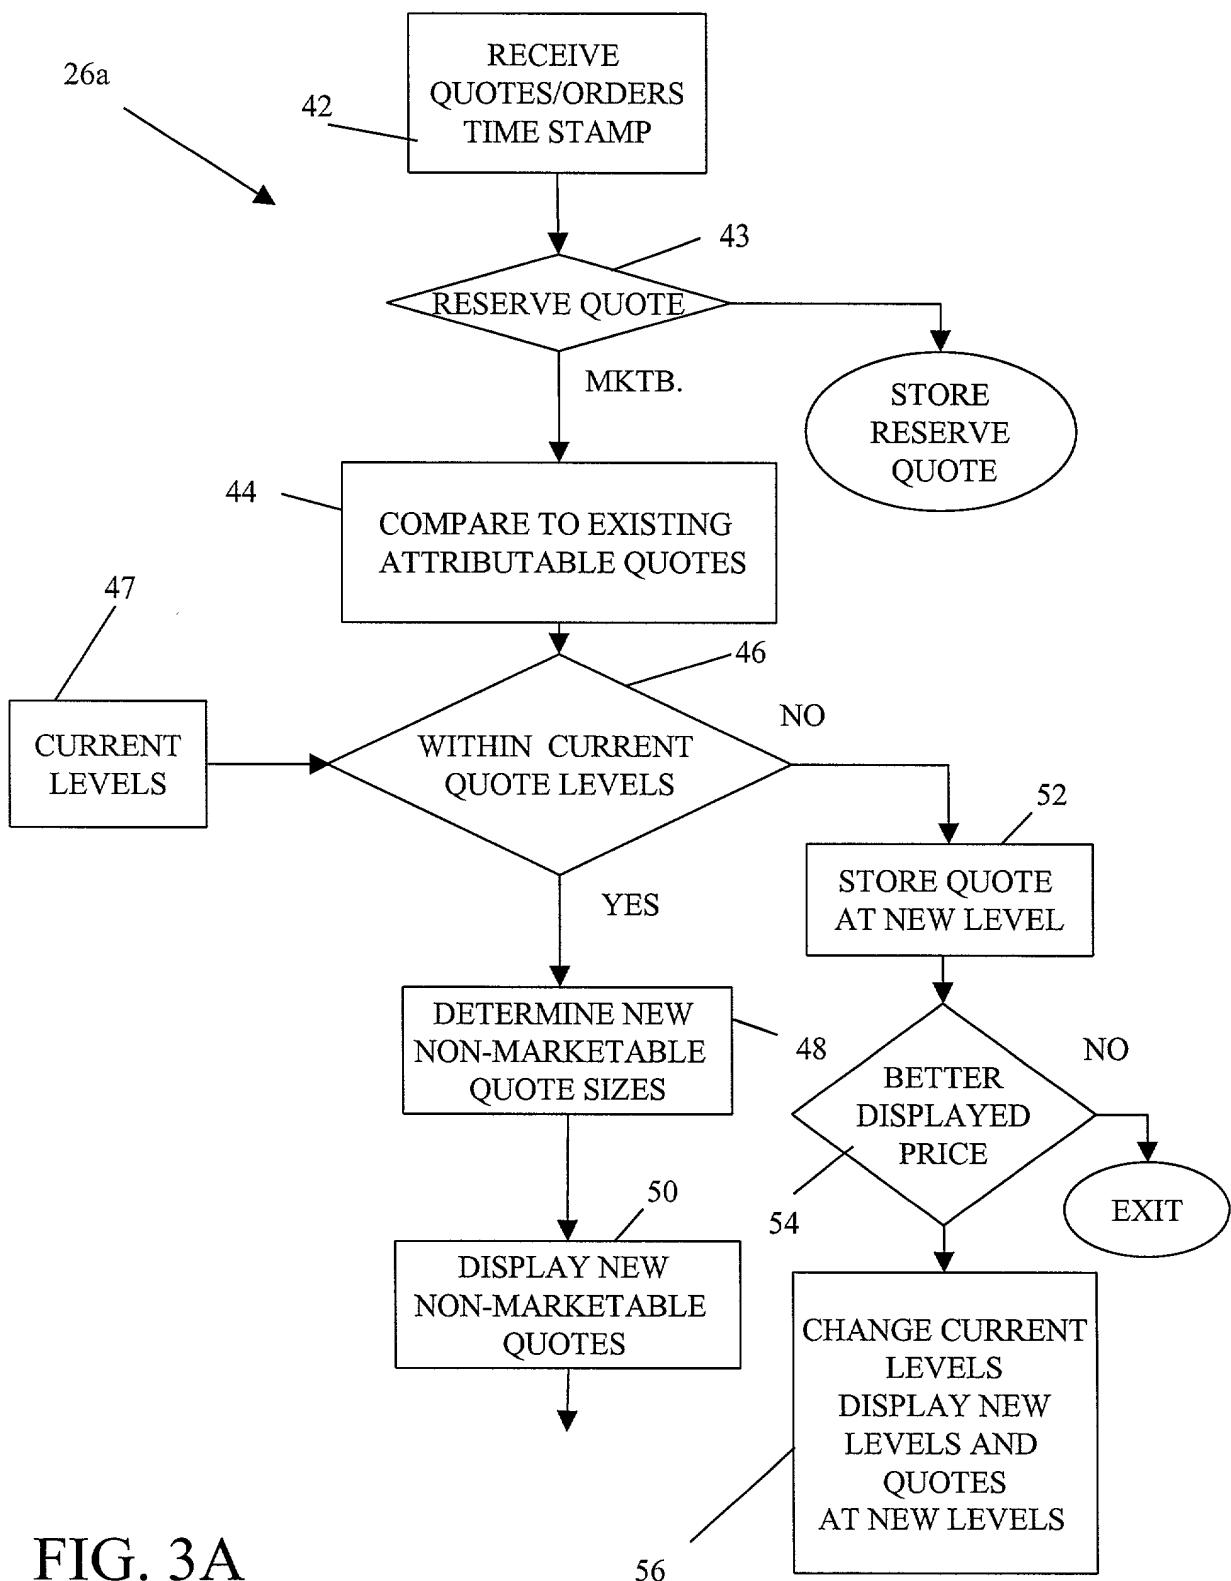 RECEIVE
QUOTES/ORDERS
TIME STAMP
26a
42
43
RESERVE QUOTE
MKTB.
STORE
RESERVE
QUOTE
44
COMPARE TO EXISTING
ATTRIBUTABLE QUOTES
47
46
NO
CURRENT
LEVELS
WITHIN CURRENT
QUOTE LEVELS
52
YES
STORE QUOTE
AT NEW LEVEL
DETERMINE NEW
NON-MARKETABLE
QUOTE SIZES
48
NO
BETTER
DISPLAYED
PRICE
50
54
EXIT
DISPLAY NEW
NON-MARKETABLE
QUOTES
CHANGE CURRENT
LEVELS
DISPLAY NEW
LEVELS AND
QUOTES
AT NEW LEVELS
FIG. 3A
56